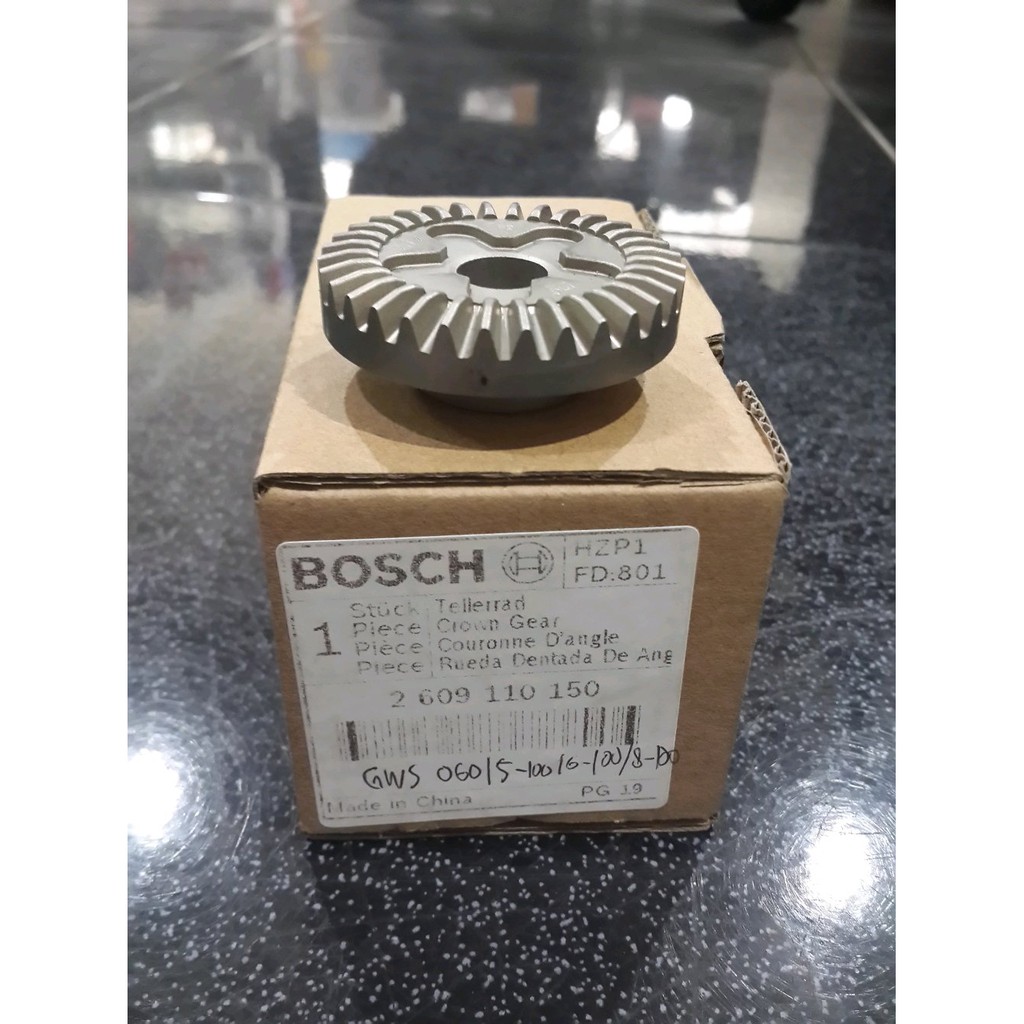 BOSCH
HZP1
FD:801
1
Stück Tellerrad
Piece Crown Gear
Pièce Couronne D'angle
Piece Rueda Dentada De Ang
2 609 110 150
GWS 060/5-100/6-100/8-100
Made in China
PG 19